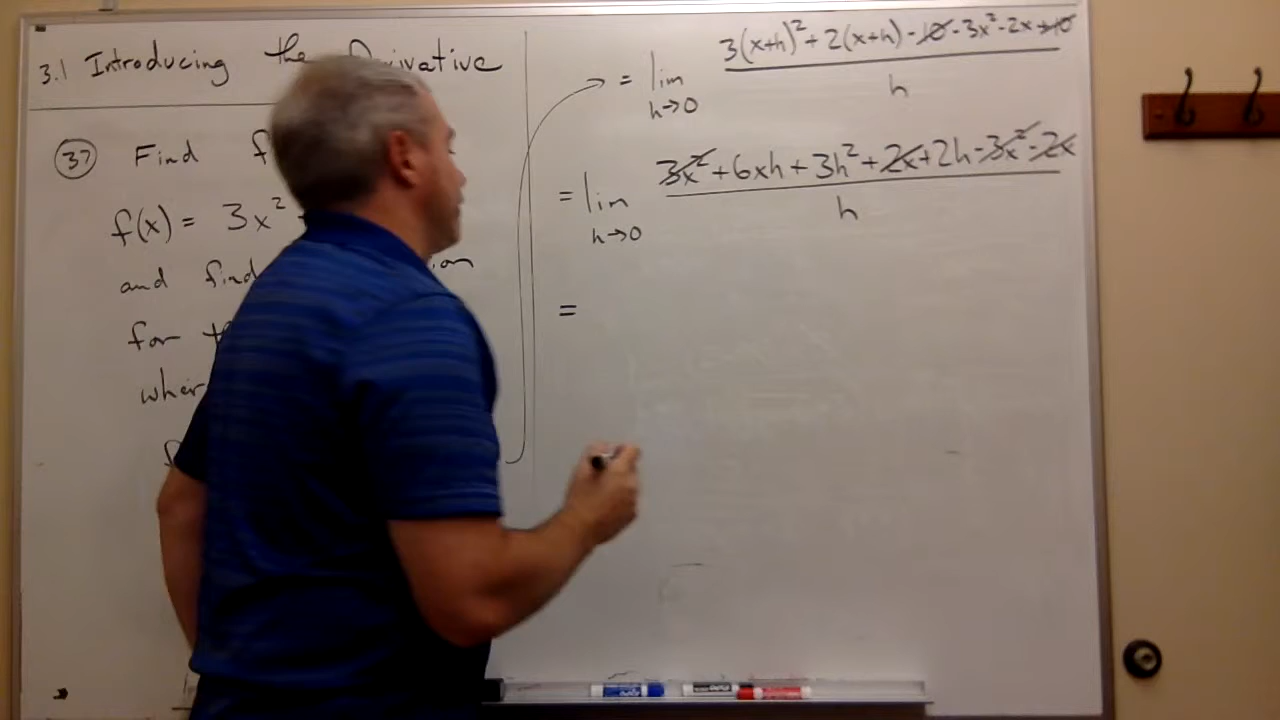 3.1 Introducing the Derivative
37 Find f
f(x) = 3x²
and find
for t
wher
= lim h→0 3(x+h)² + 2(x+h) - 10 - 3x² - 2x + 10 / h
= lim h→0 3x² + 6xh + 3h² + 2x + 2h - 3x² - 2x / h
=